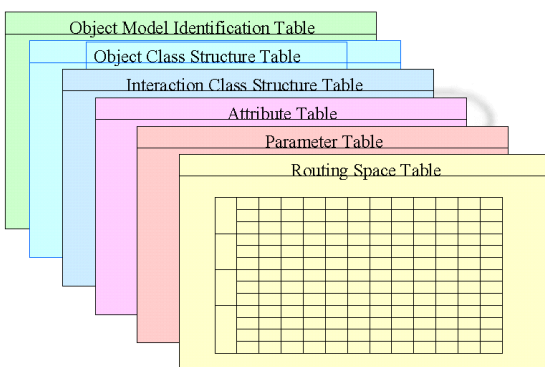 Object Model Identification Table
Object Class Structure Table
Interaction Class Structure Table
Attribute Table
Parameter Table
Routing Space Table